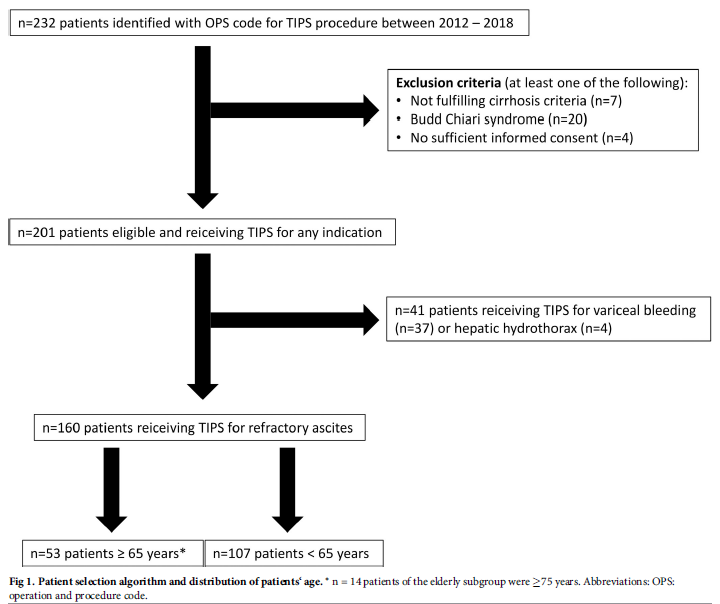 n=232 patients identified with OPS code for TIPS procedure between 2012 – 2018
Exclusion criteria (at least one of the following):
• Not fulfilling cirrhosis criteria (n=7)
• Budd Chiari syndrome (n=20)
• No sufficient informed consent (n=4)
n=201 patients eligible and reiceiving TIPS for any indication
n=41 patients reiceiving TIPS for variceal bleeding
(n=37) or hepatic hydrothorax (n=4)
n=160 patients reiceiving TIPS for refractory ascites
n=53 patients ≥ 65 years*
n=107 patients < 65 years
Fig 1. Patient selection algorithm and distribution of patients‘ age. * n = 14 patients of the elderly subgroup were ≥75 years. Abbreviations: OPS:
operation and procedure code.